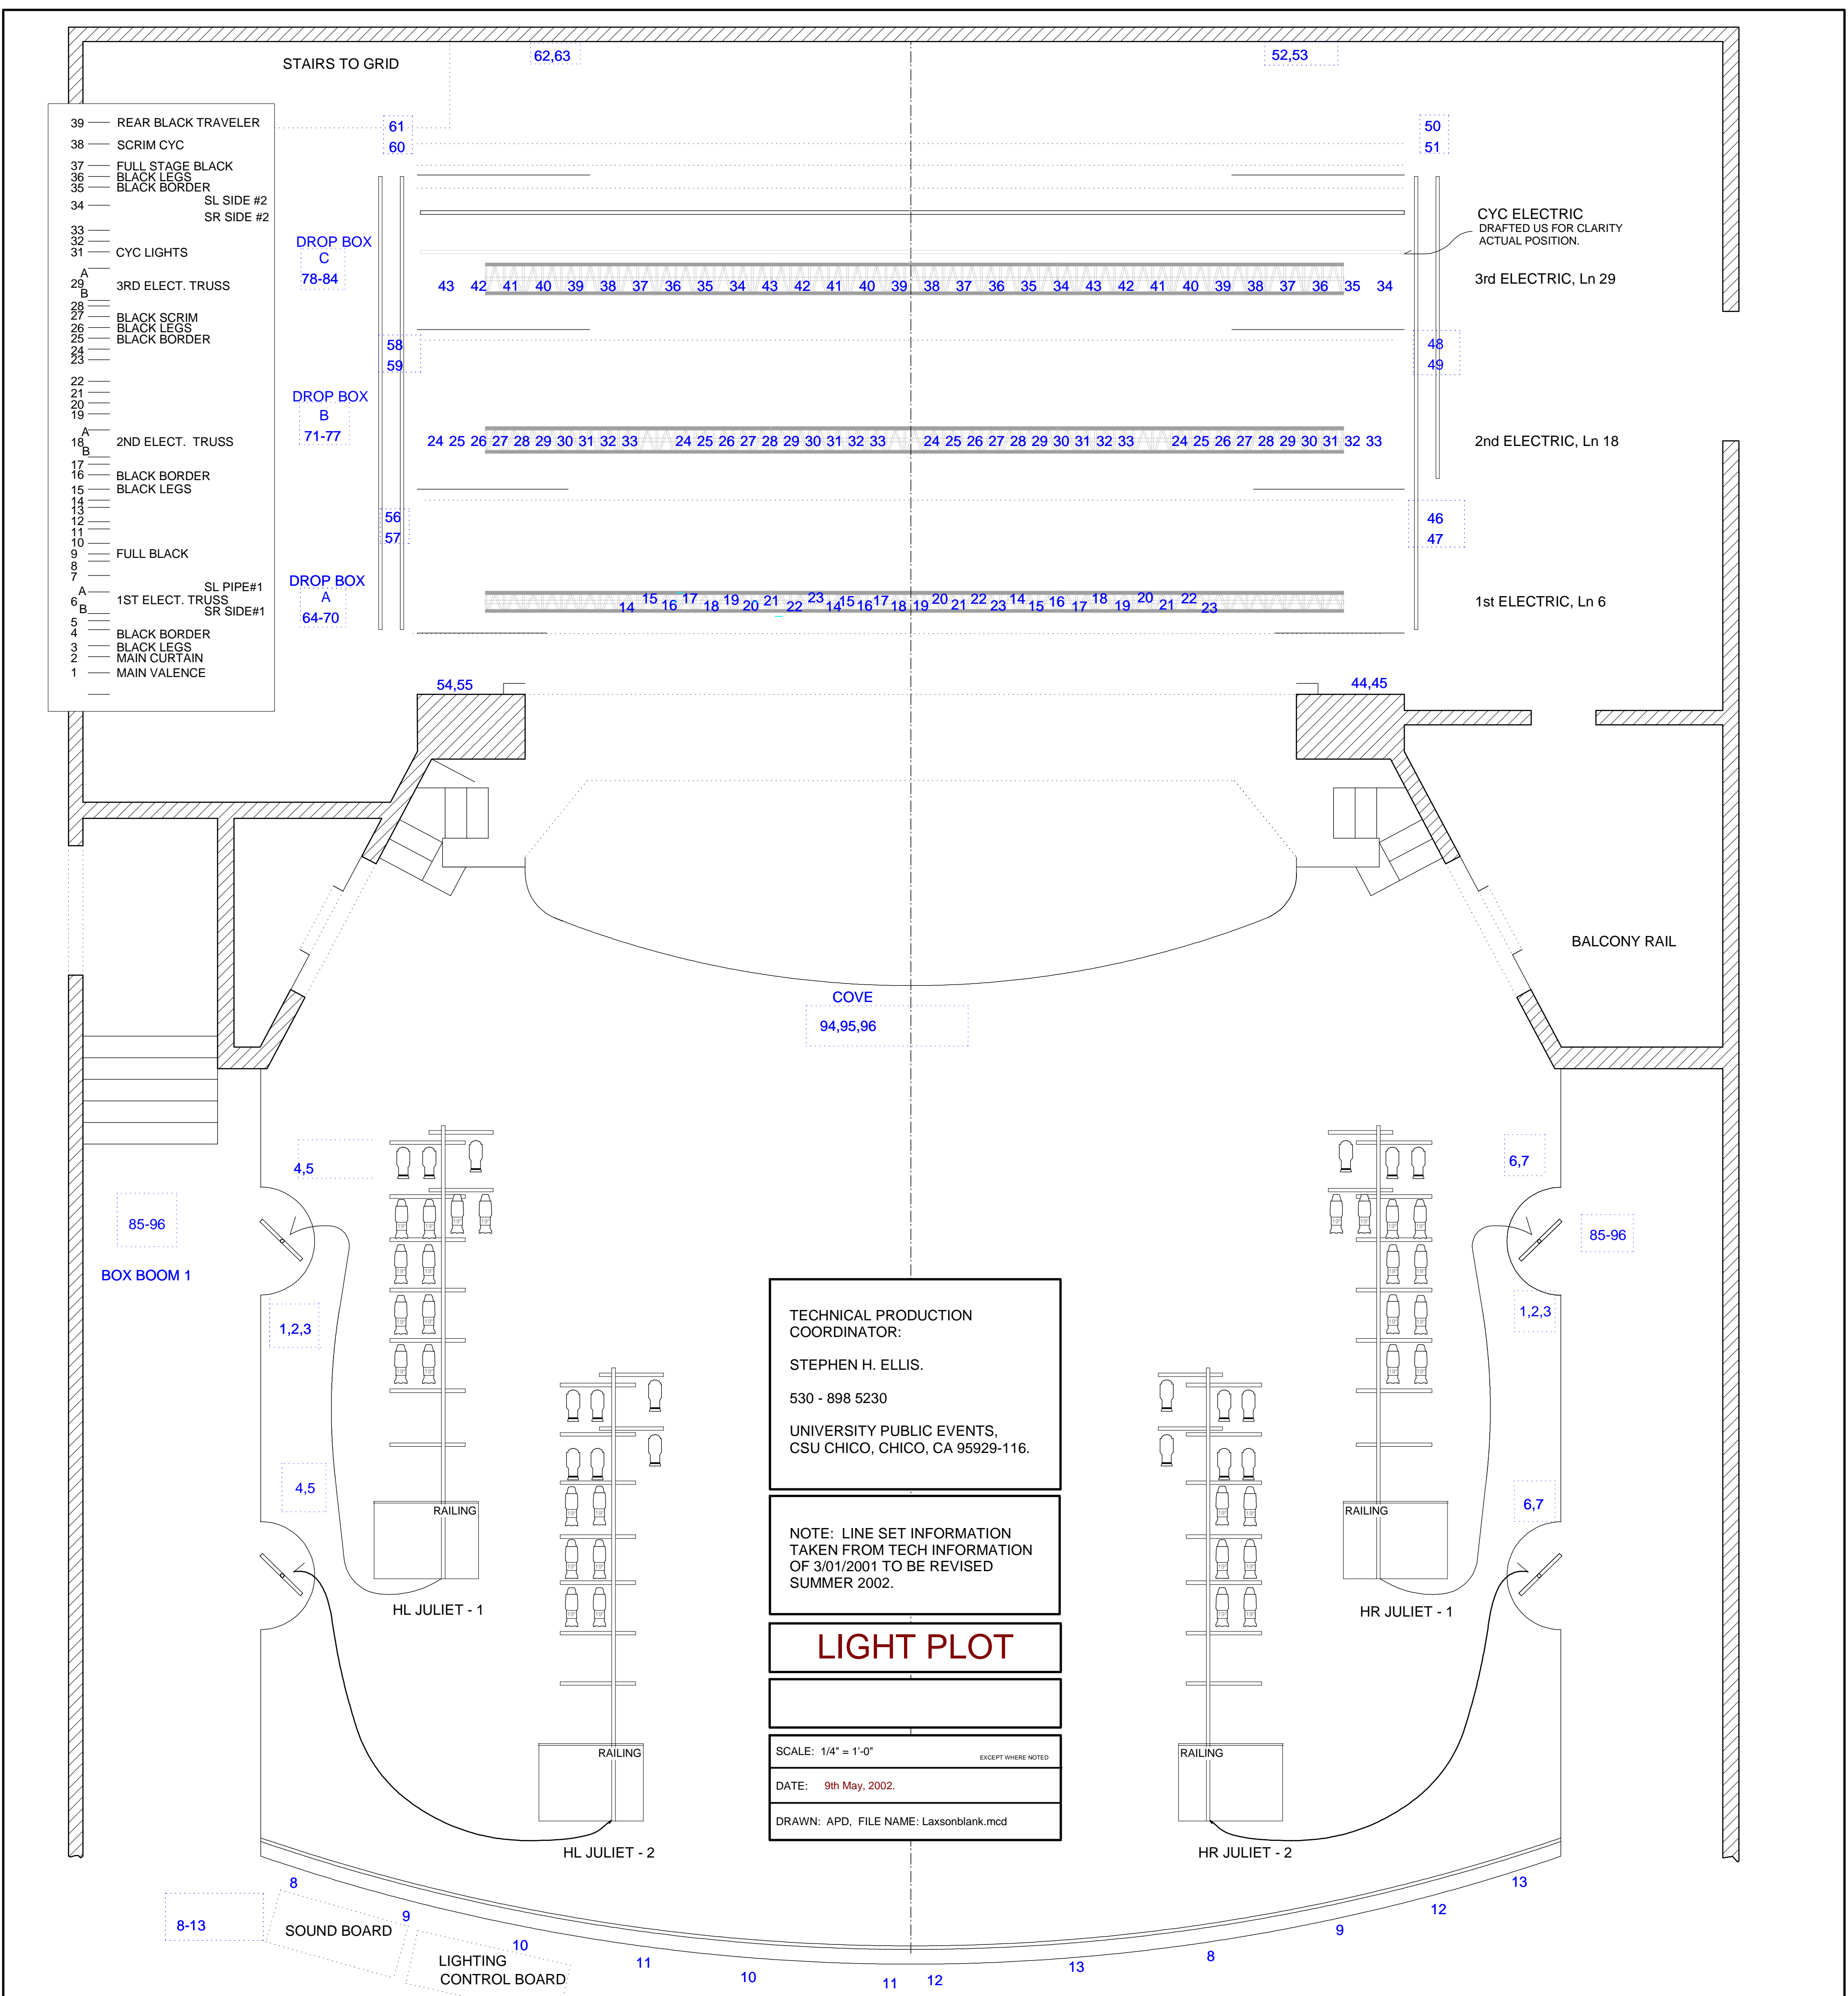 STAIRS TO GRID
62,63
52,53
39 REAR BLACK TRAVELER
38 SCRIM CYC
37 FULL STAGE BLACK
36 BLACK LEGS
35 BLACK BORDER
SL SIDE #2
34
SR SIDE #2
33
32
31 CYC LIGHTS
A
29 3RD ELECT. TRUSS
B
28
27 BLACK SCRIM
26 BLACK LEGS
25 BLACK BORDER
24
23
22
21
20
19
A
18 2ND ELECT. TRUSS
B
17
16 BLACK BORDER
15 BLACK LEGS
14
13
12
11
10
9 FULL BLACK
8
7
SL PIPE#1
A
6 1ST ELECT. TRUSS
B
SR SIDE#1
5
4 BLACK BORDER
3 BLACK LEGS
2 MAIN CURTAIN
1 MAIN VALENCE
61
60
50
51
CYC ELECTRIC
DRAFTED US FOR CLARITY
ACTUAL POSITION.
DROP BOX
C
78-84
43 42 41 40 39 38 37 36 35 34 43 42 41 40 39 38 37 36 35 34 43 42 41 40 39 38 37 36 35 34
3rd ELECTRIC, Ln 29
58
59
48
49
DROP BOX
B
71-77
24 25 26 27 28 29 30 31 32 33 24 25 26 27 28 29 30 31 32 33 24 25 26 27 28 29 30 31 32 33 24 25 26 27 28 29 30 31 32 33
2nd ELECTRIC, Ln 18
56
57
46
47
DROP BOX
A
64-70
14 15 16 17 18 19 20 21 22 23 14 15 16 17 18 19 20 21 22 23 14 15 16 17 18 19 20 21 22 23
1st ELECTRIC, Ln 6
54,55
44,45
BALCONY RAIL
COVE
94,95,96
4,5
6,7
85-96
BOX BOOM 1
85-96
1,2,3
1,2,3
4,5
6,7
RAILING
RAILING
HL JULIET - 1
HR JULIET - 1
TECHNICAL PRODUCTION
COORDINATOR:
STEPHEN H. ELLIS.
530 - 898 5230
UNIVERSITY PUBLIC EVENTS,
CSU CHICO, CHICO, CA 95929-116.
NOTE: LINE SET INFORMATION
TAKEN FROM TECH INFORMATION
OF 3/01/2001 TO BE REVISED
SUMMER 2002.
LIGHT PLOT
SCALE: 1/4" = 1'-0"
EXCEPT WHERE NOTED
DATE: 9th May, 2002.
DRAWN: APD, FILE NAME: Laxsonblank.mcd
RAILING
RAILING
HL JULIET - 2
HR JULIET - 2
8 9 10 11 10 11 12 13 8 9 12 13
8-13
SOUND BOARD
LIGHTING
CONTROL BOARD